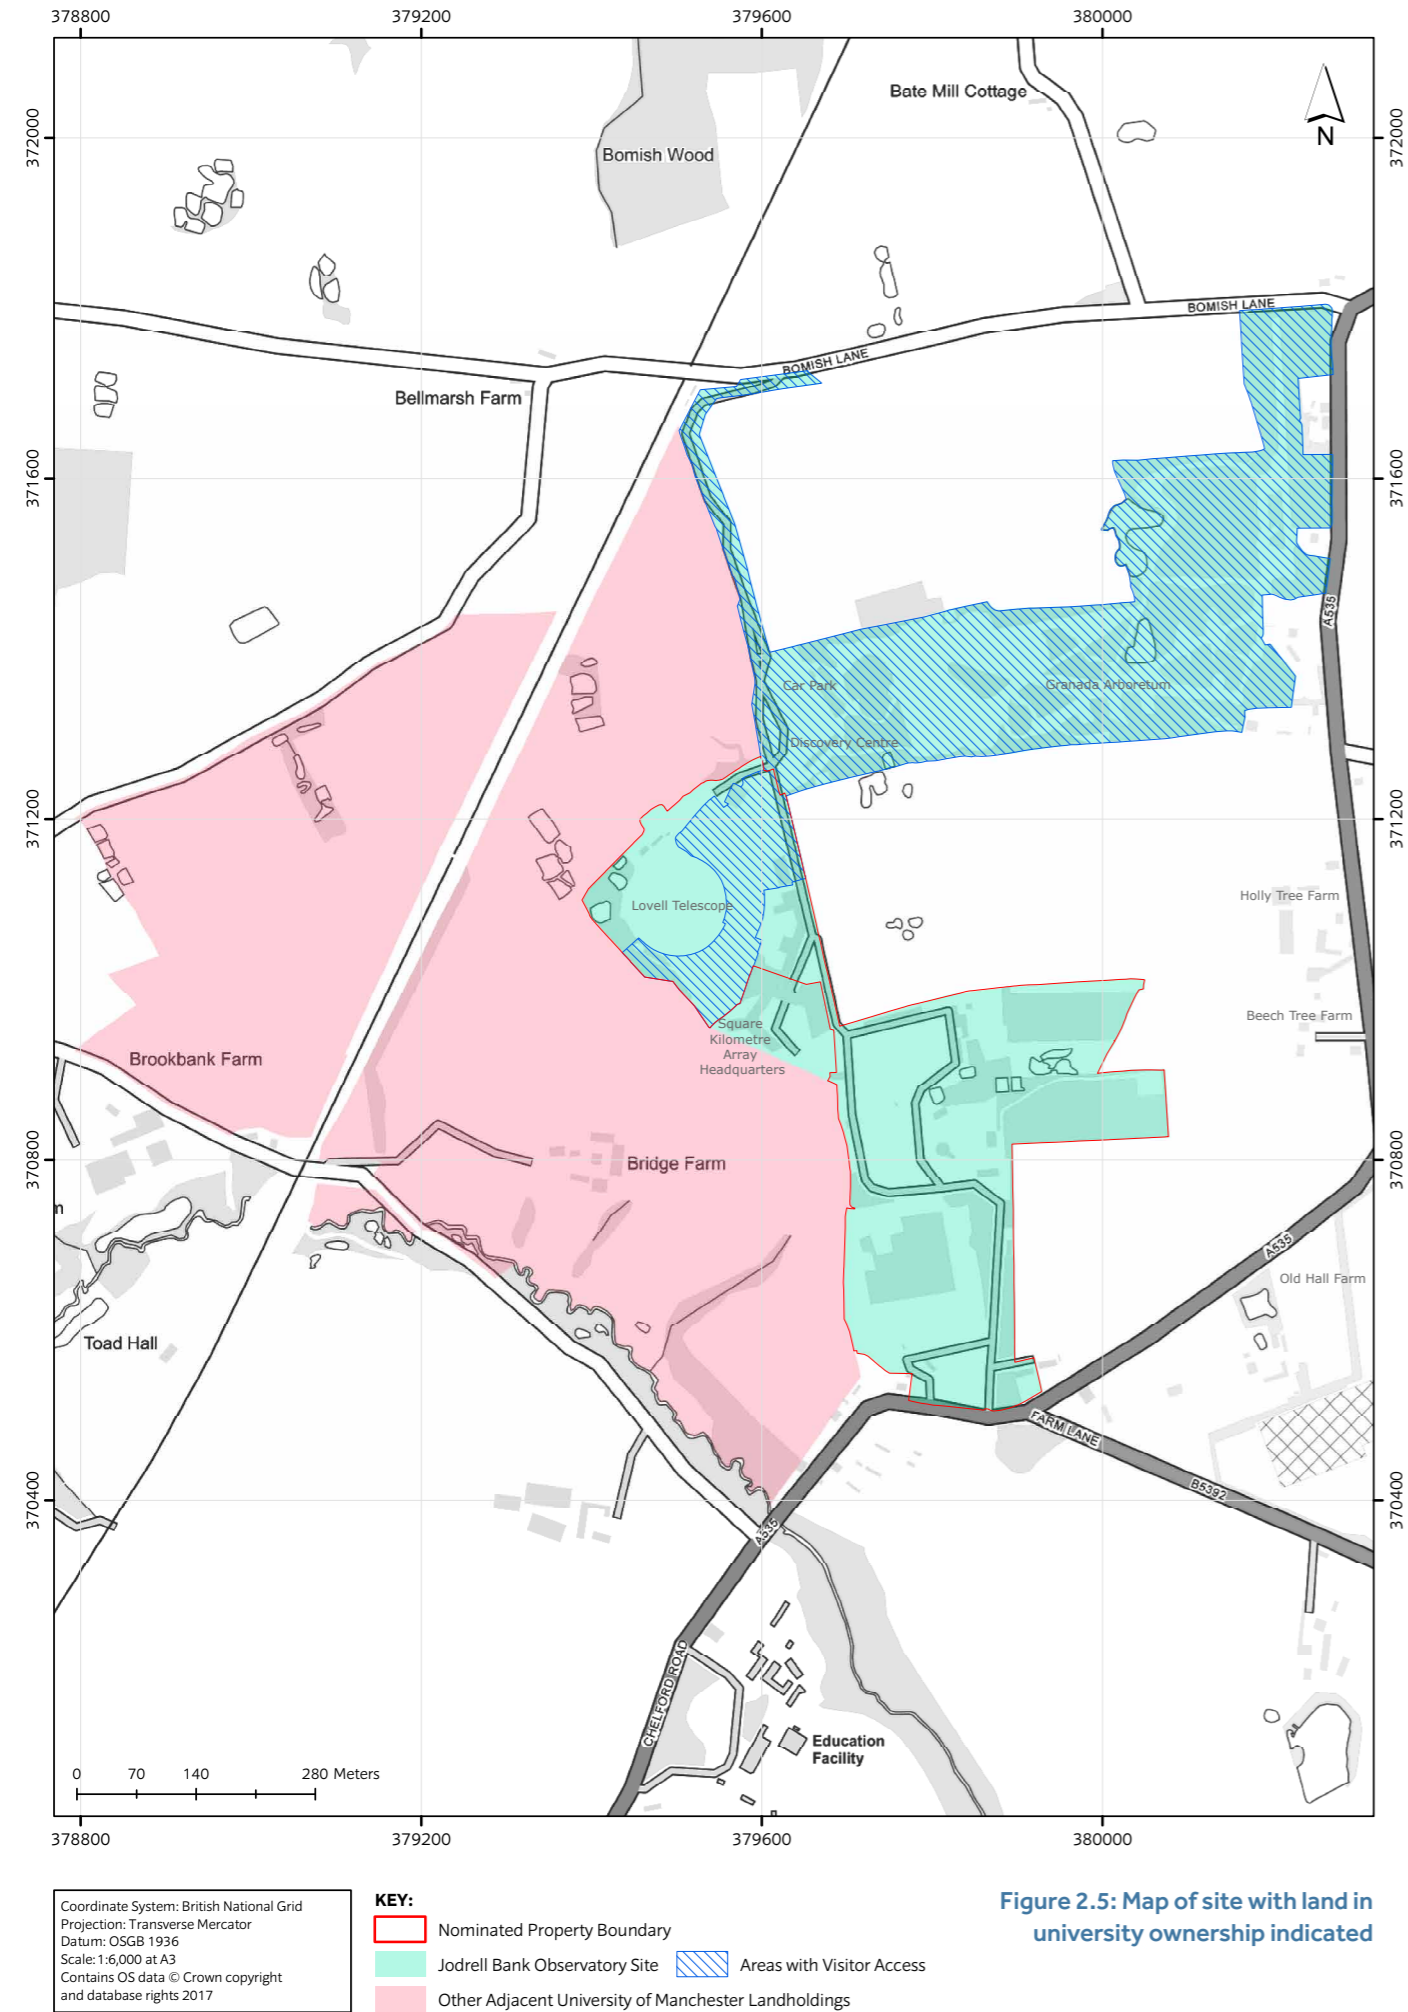 378800
379200
379600
380000
Bate Mill Cottage
N
372000
372000
Bomish Wood
BOMISH LANE
BOMISH LANE
Bellmarsh Farm
371600
371600
A535
Car Park
Granada Arboretum
Discovery Centre
371200
371200
Lovell Telescope
Holly Tree Farm
Beech Tree Farm
Square
Kilometre
Array
Headquarters
Brookbank Farm
370800
370800
Bridge Farm
m
A535
Old Hall Farm
Toad Hall
FARM LANE
B5392
370400
370400
A535
CHELFORD ROAD
Education
Facility
0 70 140 280 Meters
378800
379200
379600
380000
Coordinate System: British National Grid
Projection: Transverse Mercator
Datum: OSGB 1936
Scale: 1:6,000 at A3
Contains OS data © Crown copyright
and database rights 2017
KEY:
Nominated Property Boundary
Jodrell Bank Observatory Site
Areas with Visitor Access
Other Adjacent University of Manchester Landholdings
Figure 2.5: Map of site with land in
university ownership indicated